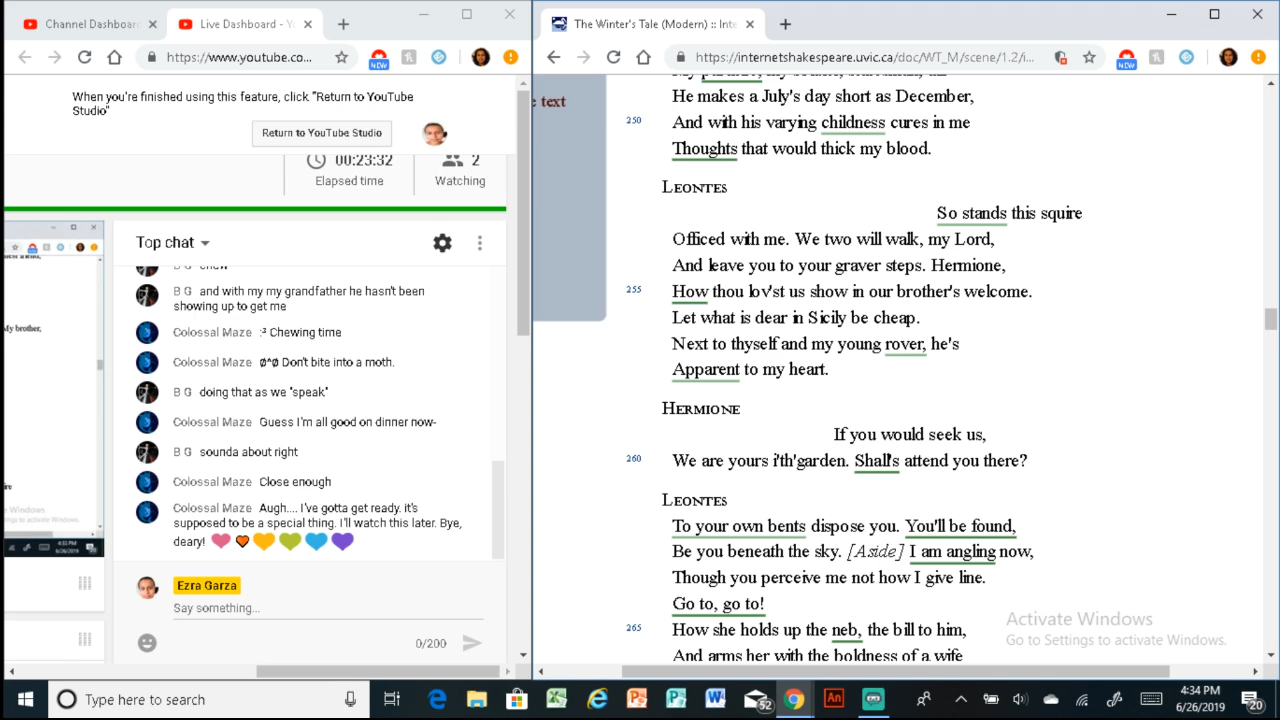 Channel Dashboard
Live Dashboard - Y
The Winter's Tale (Modern) :: Inte
https://www.youtube.co...
NEW
https://internetshakespeare.uvic.ca/doc/WT_M/scene/1.2/i...
NEW
When you're finished using this feature, click "Return to YouTube
Studio"
Return to YouTube Studio
00:23:32
Elapsed time
2
Watching
Top chat
B G and with my my grandfather he hasn't been
showing up to get me
Colossal Maze :³ Chewing time
Colossal Maze Ø^Ø Don't bite into a moth.
B G doing that as we "speak"
Colossal Maze Guess I'm all good on dinner now-
B G sounda about right
Colossal Maze Close enough
Colossal Maze Augh.... I've gotta get ready. it's
supposed to be a special thing. I'll watch this later. Bye,
deary!
Ezra Garza
Say something...
0/200
My brother,
e text
He makes a July's day short as December,
250 And with his varying childness cures in me
Thoughts that would thick my blood.
LEONTES
So stands this squire
Officed with me. We two will walk, my Lord,
And leave you to your graver steps. Hermione,
255 How thou lov'st us show in our brother's welcome.
Let what is dear in Sicily be cheap.
Next to thyself and my young rover, he's
Apparent to my heart.
HERMIONE
If you would seek us,
260 We are yours i'th'garden. Shall's attend you there?
LEONTES
To your own bents dispose you. You'll be found,
Be you beneath the sky. [Aside] I am angling now,
Though you perceive me not how I give line.
Go to, go to!
265 How she holds up the neb, the bill to him,
And arms her with the boldness of a wife
Activate Windows
Go to Settings to activate Windows.
Type here to search
52
An
4:34 PM
6/26/2019
20